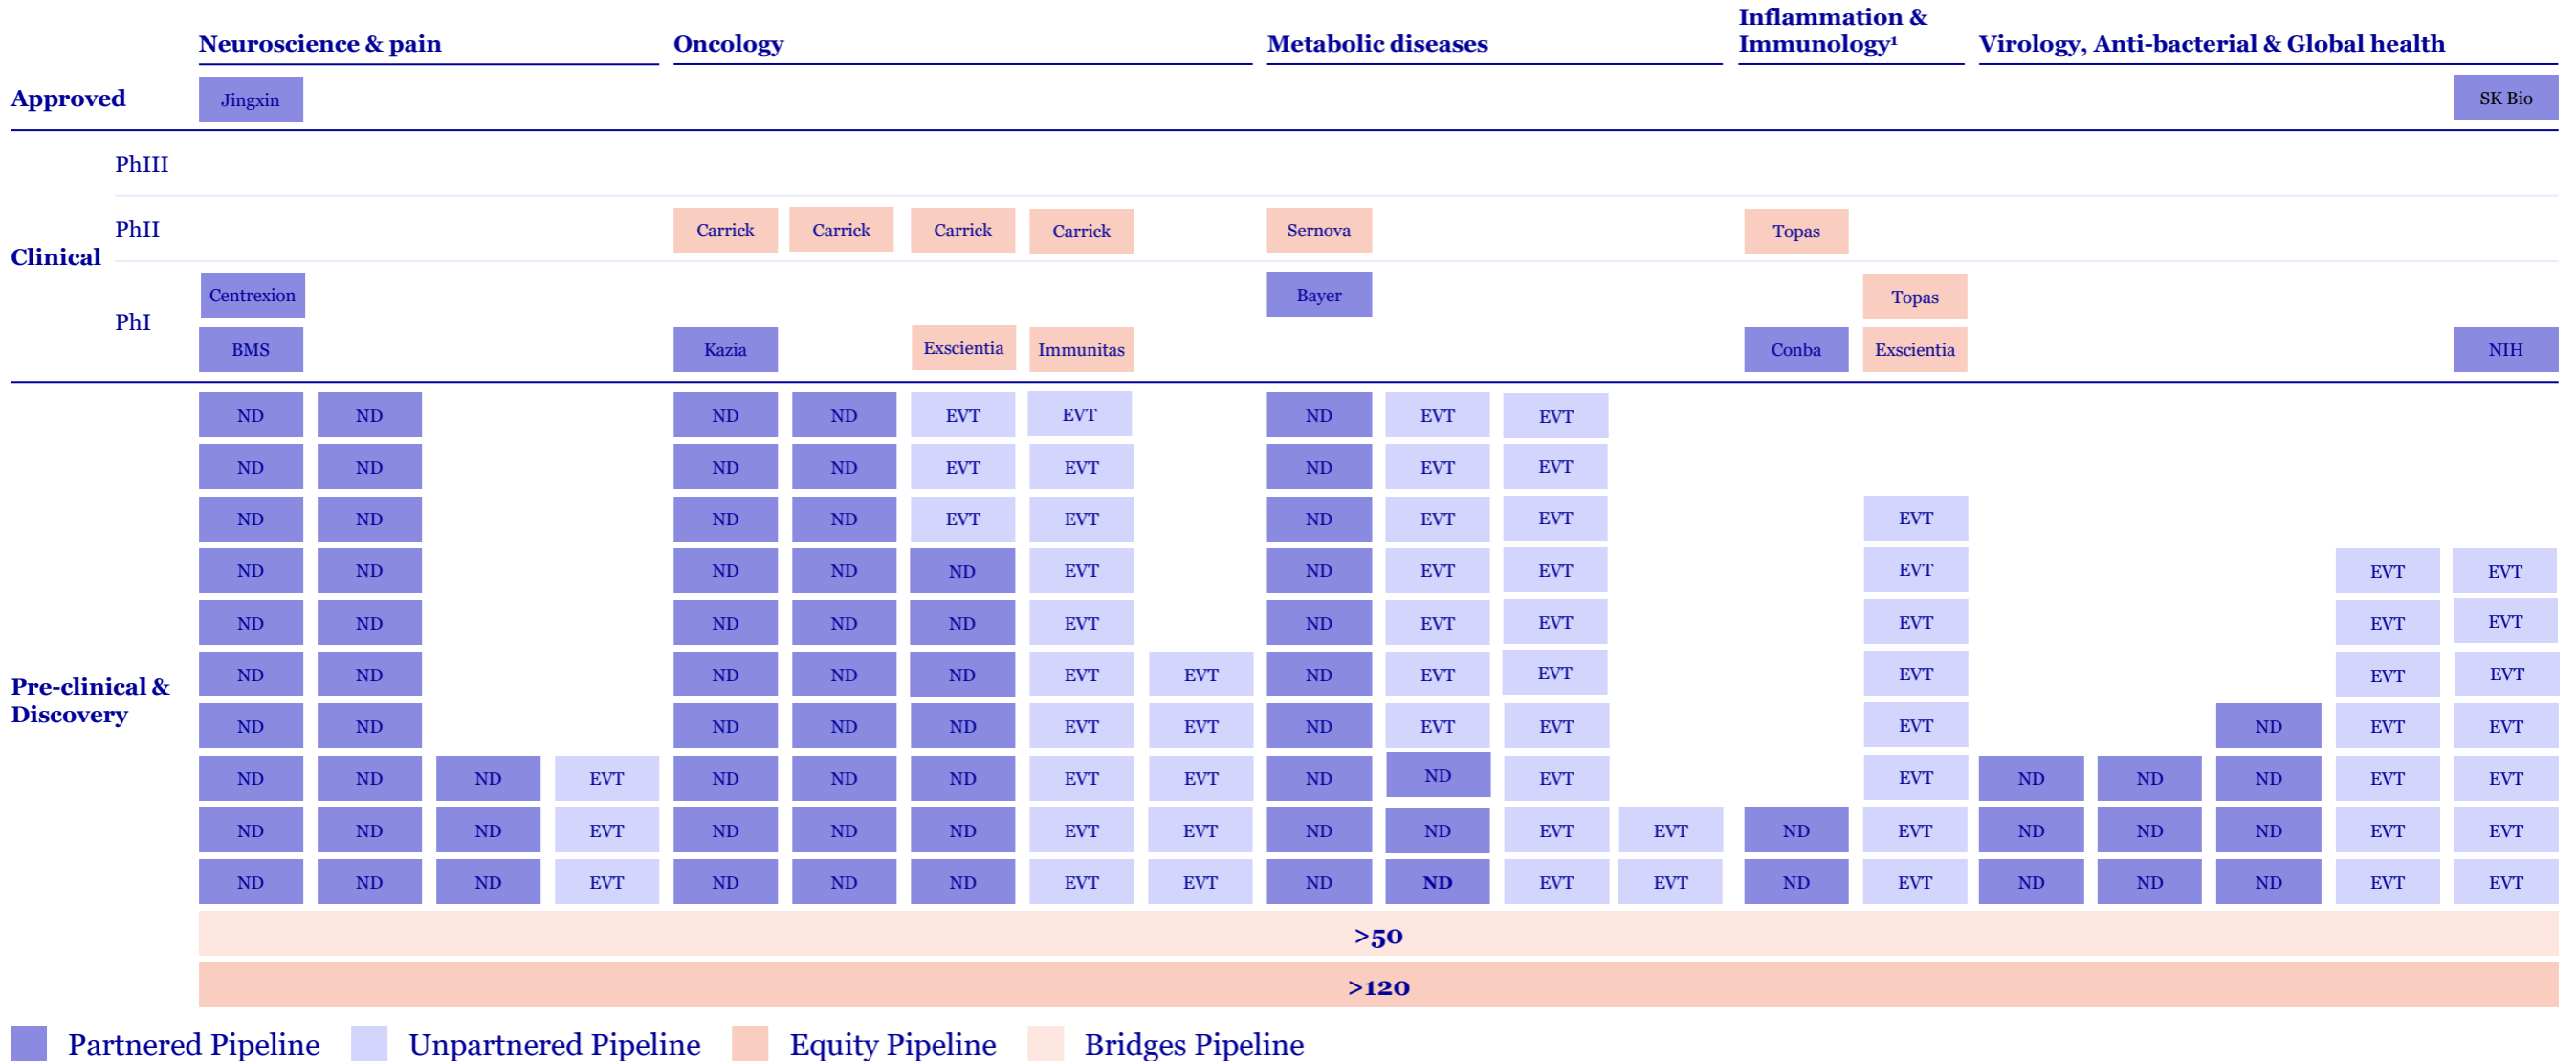 Neuroscience & pain Oncology Metabolic diseases Inflammation &
Immunology¹ Virology, Anti-bacterial & Global health
Approved Jingxin SK Bio
Clinical
PhIII
PhII Carrick Carrick Carrick Carrick Sernova Topas
PhI
Centrexion Bayer Topas
BMS Kazia Exscientia Immunitas Conba Exscientia NIH
Pre-clinical &
Discovery
ND ND ND ND EVT EVT ND EVT EVT
ND ND ND ND EVT EVT ND EVT EVT
ND ND ND ND EVT EVT ND EVT EVT EVT
ND ND ND ND ND EVT ND EVT EVT EVT EVT EVT
ND ND ND ND ND EVT ND EVT EVT EVT EVT EVT
ND ND ND ND ND EVT EVT ND EVT EVT EVT EVT EVT
ND ND ND ND ND EVT EVT ND EVT EVT EVT ND EVT EVT
ND ND ND EVT ND ND ND EVT EVT ND ND EVT EVT ND ND ND EVT EVT
ND ND ND EVT ND ND ND EVT EVT ND ND EVT EVT ND EVT ND ND ND EVT EVT
ND ND ND EVT ND ND ND EVT EVT ND ND EVT EVT ND EVT ND ND ND EVT EVT
>50
>120
Partnered Pipeline Unpartnered Pipeline Equity Pipeline Bridges Pipeline